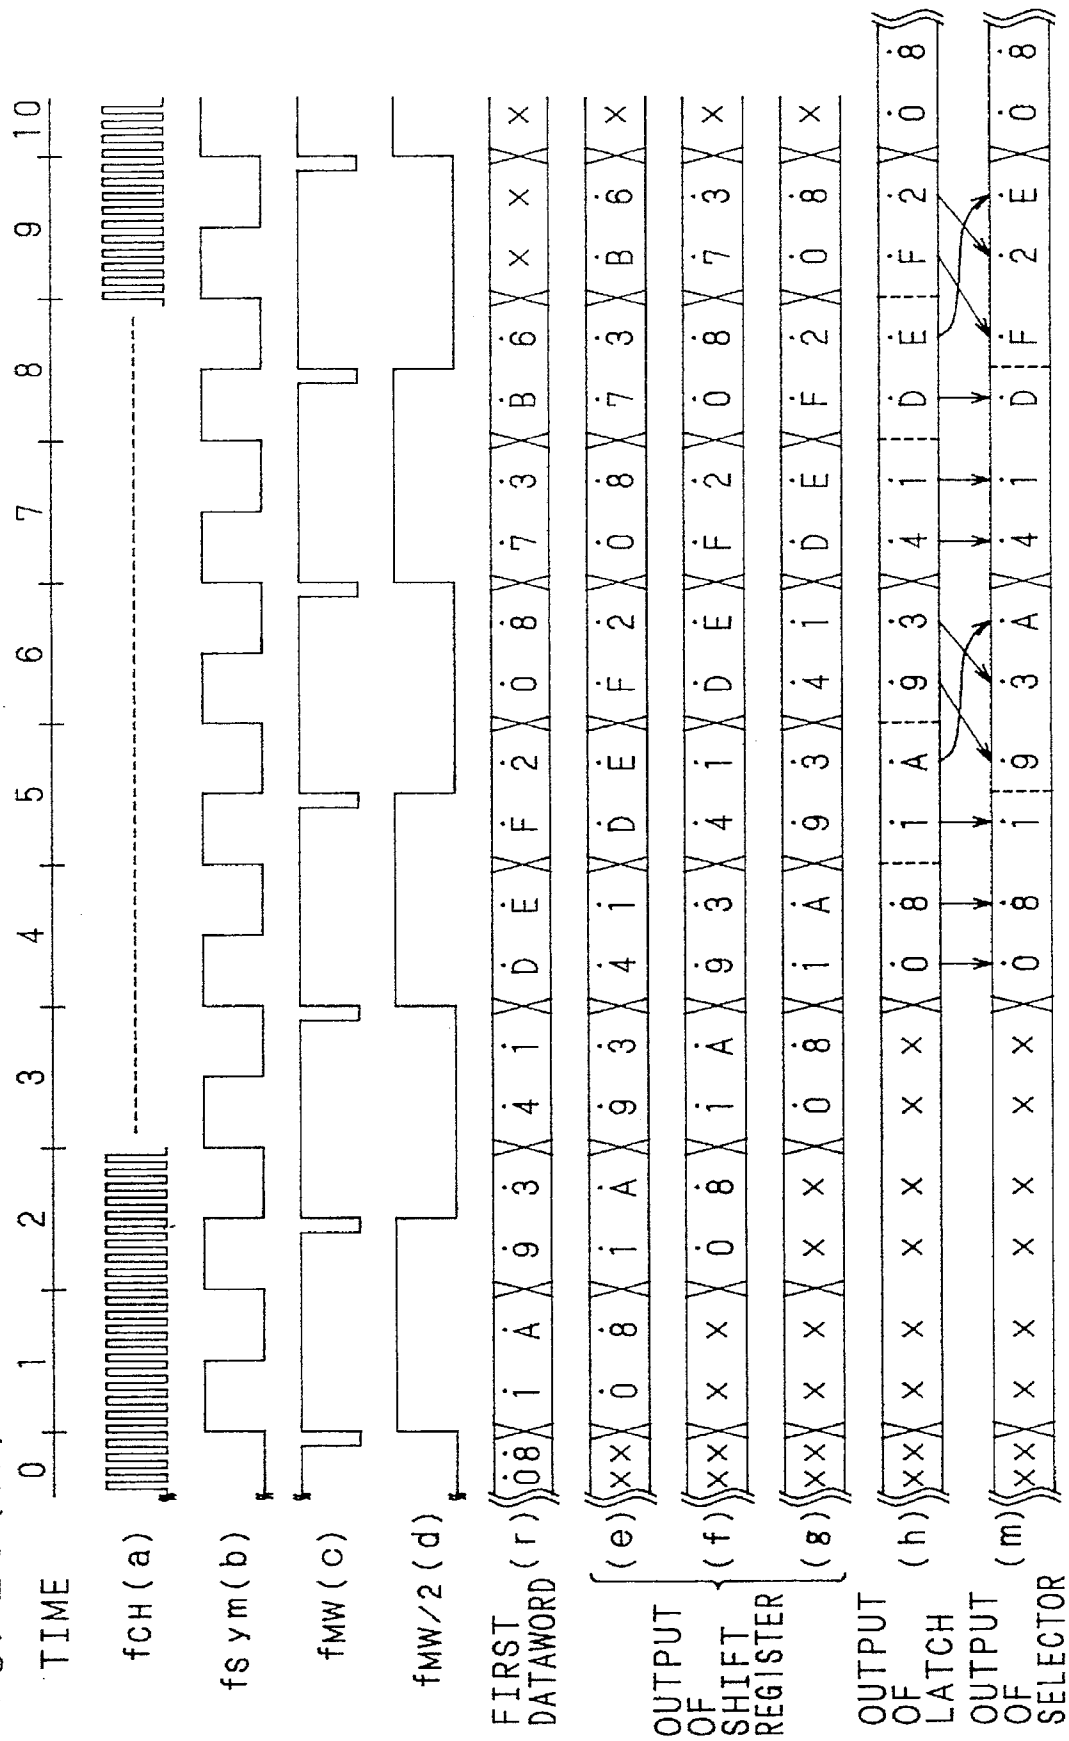 TIME 0 1 2 3 4 5 6 7 8 9 10
fCH(a)
fsym(b)
fMW(c)
fMW/2(d)
FIRST
DATAWORD (r) 08 1 A 9 3 4 1 D E F 2 0 8 7 3 B 6 X X X
OUTPUT
OF
SHIFT
REGISTER
(e) XX 0 8 1 A 9 3 4 1 D E F 2 0 8 7 3 B 6 X
(f) XX X X 0 8 1 A 9 3 4 1 D E F 2 0 8 7 3 X
(g) XX X X X X 0 8 1 A 9 3 4 1 D E F 2 0 8 X
OUTPUT
OF
LATCH
(h) XX X X X X X X 0 8 1 A 9 3 4 1 D E F 2 0 8
OUTPUT
OF
SELECTOR
(m) XX X X X X X X 0 8 1 9 3 A 4 1 D F 2 E 0 8